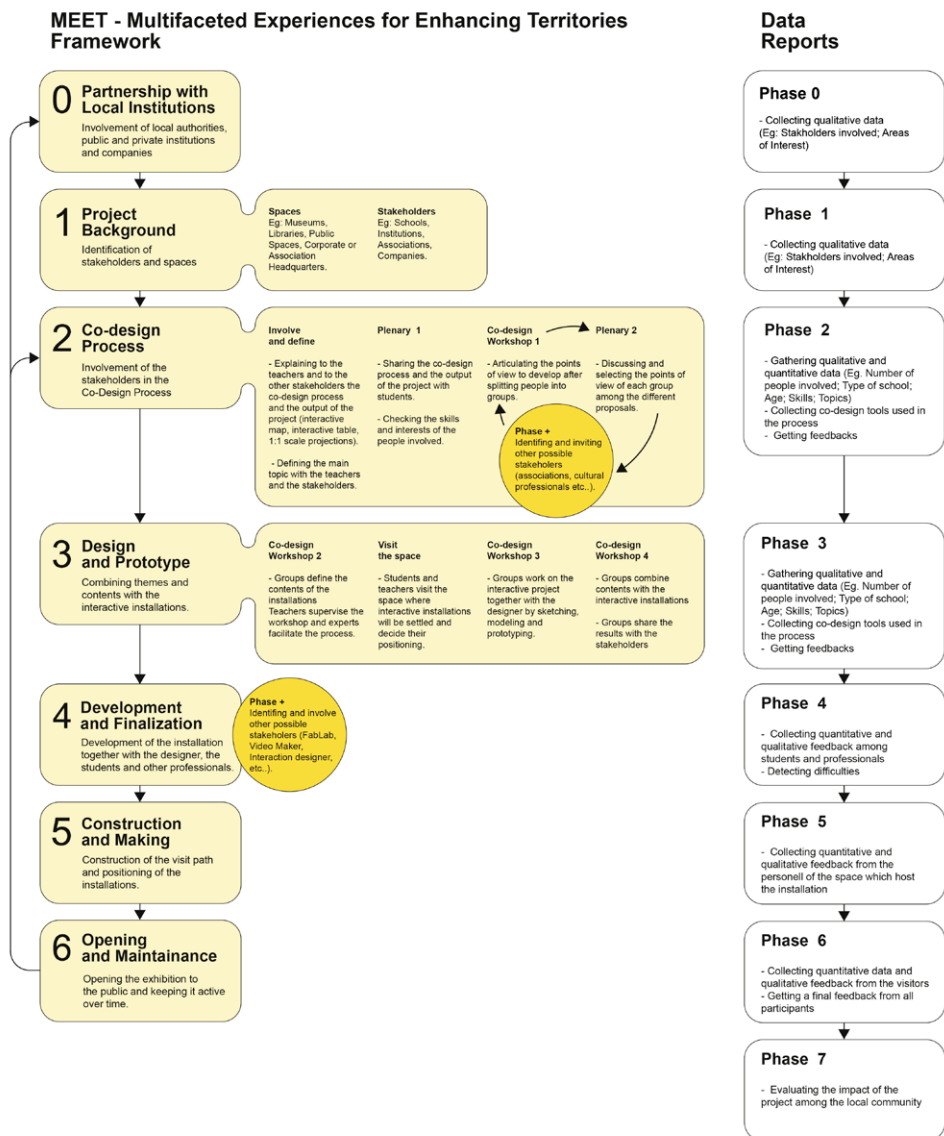 MEET - Multifaceted Experiences for Enhancing Territories
Framework
0
Partnership with
Local Institutions
Involvement of local authorities,
public and private institutions
and companies
1
Project
Background
Identification of
stakeholders and spaces
Spaces
Eg: Museums,
Libraries, Public
Spaces, Corporate or
Association
Headquarters.
Stakeholders
Eg: Schools,
Institutions,
Associations,
Companies.
2
Co-design
Process
Involvement of the
stakeholders in the
Co-Design Process
Involve
and define
- Explaining to the
teachers and to the
other stakeholders the
co-design process
and the output of the
project (interactive
map, interactive table,
1:1 scale projections).
- Defining the main
topic with the teachers
and the stakeholders.
Plenary 1
- Sharing the co-design
process and the output
of the project with
students.
- Checking the skills
and interests of the
people involved.
Co-design
Workshop 1
- Articulating the points
of view to develop after
splitting people into
groups.
Plenary 2
- Discussing and
selecting the points of
view of each group
among the different
proposals.
Phase +
Identifing and inviting
other possible
stakeholers
(associations, cultural
professionals etc..).
3
Design
and Prototype
Combining themes and
contents with the
interactive installations.
Co-design
Workshop 2
- Groups define the
contents of the
installations
Teachers supervise the
workshop and experts
facilitate the process.
Visit
the space
- Students and
teachers visit the
space where
interactive installations
will be settled and
decide their
positioning.
Co-design
Workshop 3
- Groups work on the
interactive project
together with the
designer by sketching,
modeling and
prototyping.
Co-design
Workshop 4
- Groups combine
contents with the
interactive installations
- Groups share the
results with the
stakeholders
4
Development
and Finalization
Development of the installation
together with the designer, the
students and other professionals.
Phase +
Identifing and involve
other possible
stakeholers (FabLab,
Video Maker,
Interaction designer,
etc..).
5
Construction
and Making
Construction of the visit path
and positioning of the
installations.
6
Opening
and Maintainance
Opening the exhibition to
the public and keeping it active
over time.
Data
Reports
Phase 0
- Collecting qualitative data
(Eg: Stakholders involved; Areas
of Interest)
Phase 1
- Collecting qualitative data
(Eg: Stakholders involved; Areas
of Interest)
Phase 2
- Gathering qualitative and
quantitative data (Eg. Number of
people involved; Type of school;
Age; Skills; Topics)
- Collecting co-design tools used in
the process
- Getting feedbacks
Phase 3
- Gathering qualitative and
quantitative data (Eg. Number of
people involved; Type of school;
Age; Skills; Topics)
- Collecting co-design tools used in
the process
- Getting feedbacks
Phase 4
- Collecting quantitative and
qualitative feedback among
students and professionals
- Detecting difficulties
Phase 5
- Collecting quantitative and
qualitative feedback from the
personell of the space which host
the installation
Phase 6
- Collecting quantitative data and
qualitative feedback from the visitors
- Getting a final feedback from all
participants
Phase 7
- Evaluating the impact of the
project among the local community